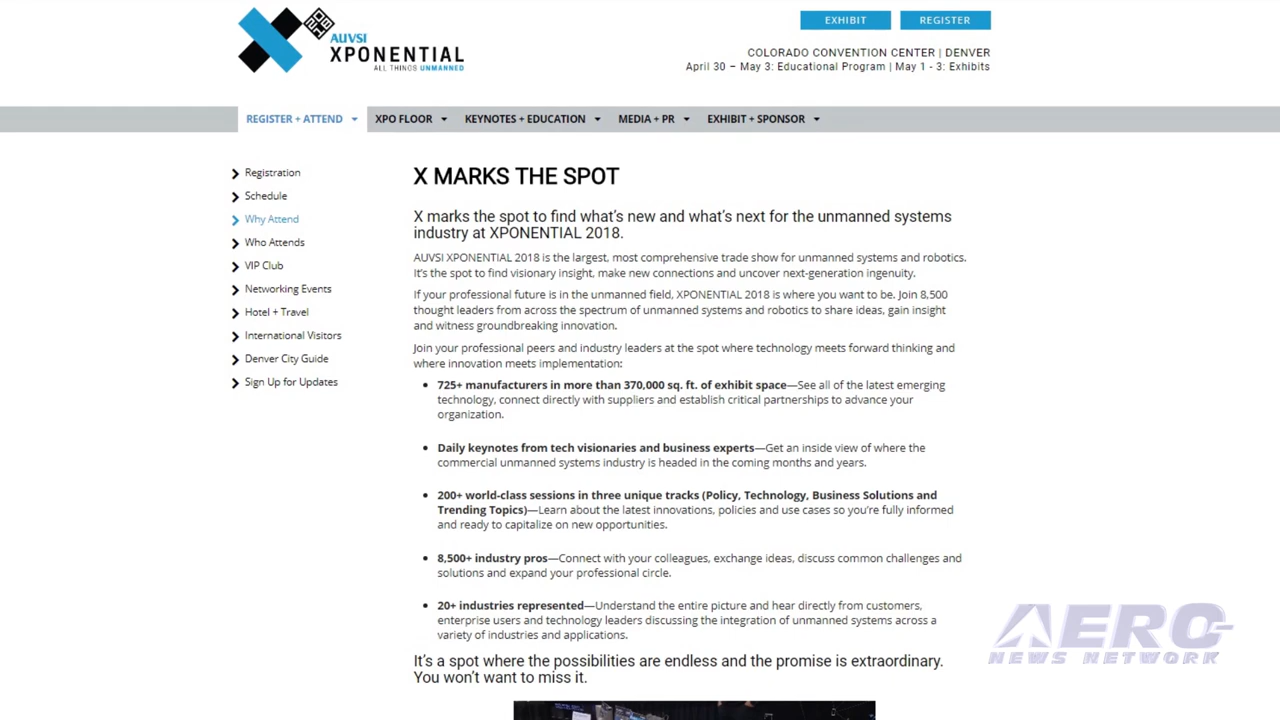 AUVSI
XPONENTIAL
ALL THINGS UNMANNED
EXHIBIT
REGISTER
COLORADO CONVENTION CENTER | DENVER
April 30 – May 3: Educational Program | May 1 - 3: Exhibits
REGISTER + ATTEND
XPO FLOOR
KEYNOTES + EDUCATION
MEDIA + PR
EXHIBIT + SPONSOR
Registration
Schedule
Why Attend
Who Attends
VIP Club
Networking Events
Hotel + Travel
International Visitors
Denver City Guide
Sign Up for Updates
X MARKS THE SPOT
X marks the spot to find what's new and what's next for the unmanned systems
industry at XPONENTIAL 2018.
AUVSI XPONENTIAL 2018 is the largest, most comprehensive trade show for unmanned systems and robotics.
It's the spot to find visionary insight, make new connections and uncover next-generation ingenuity.
If your professional future is in the unmanned field, XPONENTIAL 2018 is where you want to be. Join 8,500
thought leaders from across the spectrum of unmanned systems and robotics to share ideas, gain insight
and witness groundbreaking innovation.
Join your professional peers and industry leaders at the spot where technology meets forward thinking and
where innovation meets implementation:
• 725+ manufacturers in more than 370,000 sq. ft. of exhibit space—See all of the latest emerging
technology, connect directly with suppliers and establish critical partnerships to advance your
organization.
• Daily keynotes from tech visionaries and business experts—Get an inside view of where the
commercial unmanned systems industry is headed in the coming months and years.
• 200+ world-class sessions in three unique tracks (Policy, Technology, Business Solutions and
Trending Topics)—Learn about the latest innovations, policies and use cases so you're fully informed
and ready to capitalize on new opportunities.
• 8,500+ industry pros—Connect with your colleagues, exchange ideas, discuss common challenges and
solutions and expand your professional circle.
• 20+ industries represented—Understand the entire picture and hear directly from customers,
enterprise users and technology leaders discussing the integration of unmanned systems across a
variety of industries and applications.
It's a spot where the possibilities are endless and the promise is extraordinary.
You won't want to miss it.
AERO
NEWS NETWORK